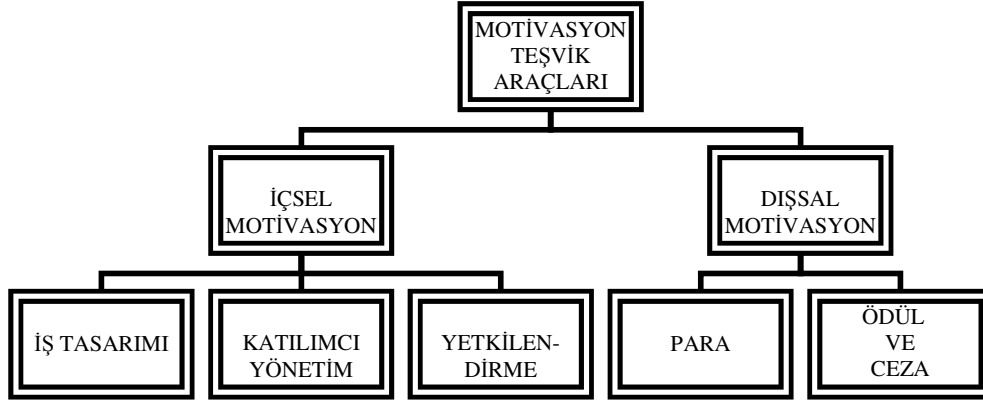 MOTİVASYON
TEŞVİK
ARAÇLARI
İÇSEL
MOTİVASYON
DIŞSAL
MOTİVASYON
İŞ TASARIMI
KATILIMCI
YÖNETİM
YETKİLEN-
DİRME
PARA
ÖDÜL
VE
CEZA